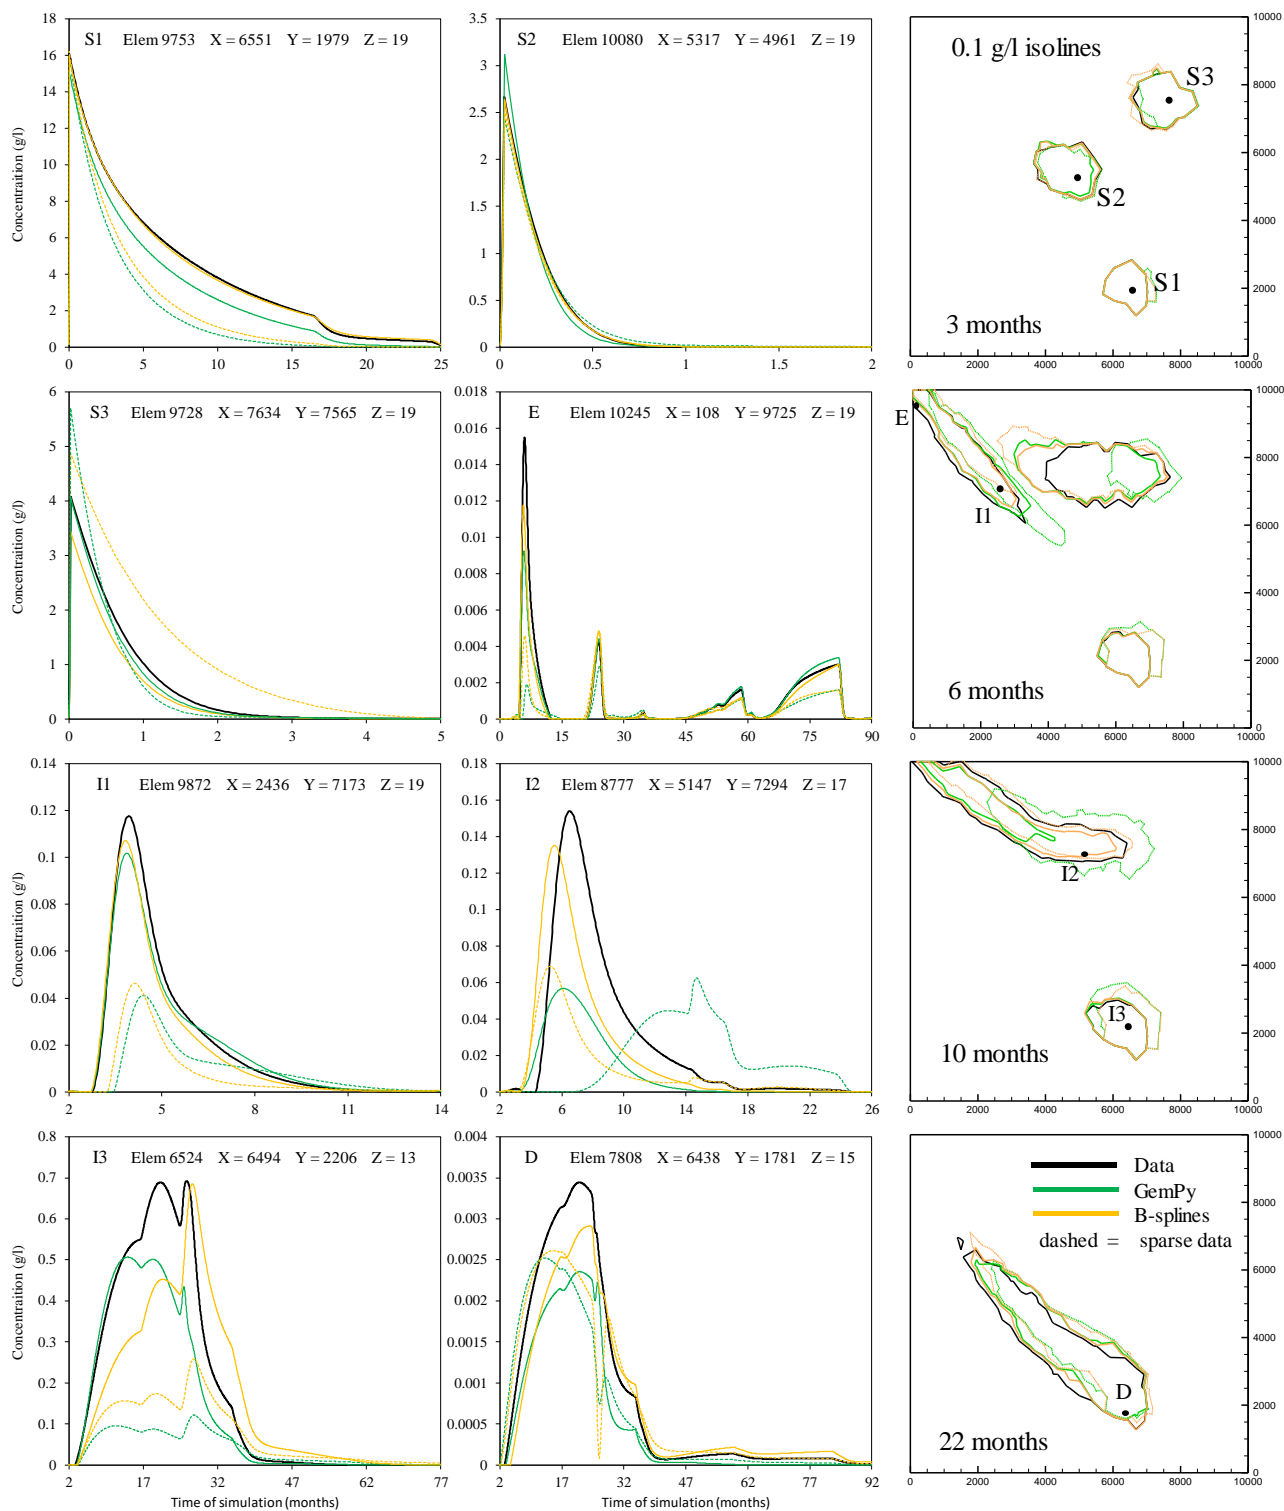 S1 Elem 9753 X = 6551 Y = 1979 Z = 19
18
16
14
12
10
8
6
4
2
0
Concentraition (g/l)
0 5 10 15 20 25
S2 Elem 10080 X = 5317 Y = 4961 Z = 19
3.5
3
2.5
2
1.5
1
0.5
0
0 0.5 1 1.5 2
0.1 g/l isolines
S3
S2
S1
3 months
10000
8000
6000
4000
2000
0
0 2000 4000 6000 8000 10000
S3 Elem 9728 X = 7634 Y = 7565 Z = 19
6
5
4
3
2
1
0
Concentraition (g/l)
0 1 2 3 4 5
E Elem 10245 X = 108 Y = 9725 Z = 19
0.018
0.016
0.014
0.012
0.01
0.008
0.006
0.004
0.002
0
0 15 30 45 60 75 90
E
I1
6 months
10000
8000
6000
4000
2000
0
0 2000 4000 6000 8000 10000
I1 Elem 9872 X = 2436 Y = 7173 Z = 19
0.14
0.12
0.1
0.08
0.06
0.04
0.02
0
Concentraition (g/l)
2 5 8 11 14
I2 Elem 8777 X = 5147 Y = 7294 Z = 17
0.18
0.16
0.14
0.12
0.1
0.08
0.06
0.04
0.02
0
2 6 10 14 18 22 26
I2
I3
10 months
10000
8000
6000
4000
2000
0
0 2000 4000 6000 8000 10000
I3 Elem 6524 X = 6494 Y = 2206 Z = 13
0.8
0.7
0.6
0.5
0.4
0.3
0.2
0.1
0
Concentraition (g/l)
2 17 32 47 62 77
Time of simulation (months)
D Elem 7808 X = 6438 Y = 1781 Z = 15
0.004
0.0035
0.003
0.0025
0.002
0.0015
0.001
0.0005
0
2 17 32 47 62 77 92
Time of simulation (months)
Data
GemPy
B-splines
dashed = sparse data
D
22 months
10000
8000
6000
4000
2000
0
0 2000 4000 6000 8000 10000